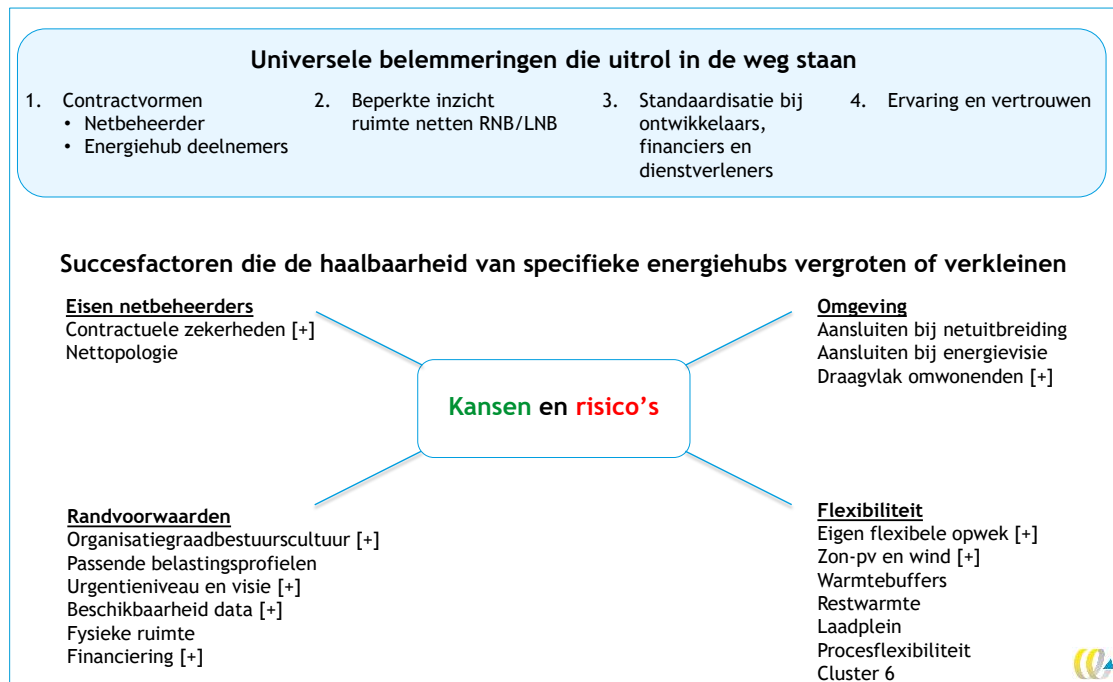 Universele belemmeringen die uitrol in de weg staan
1. Contractvormen
• Netbeheerder
• Energiehub deelnemers
2. Beperkte inzicht
ruimte netten RNB/LNB
3. Standaardisatie bij
ontwikkelaars,
financiers en
dienstverleners
4. Ervaring en vertrouwen
Succesfactoren die de haalbaarheid van specifieke energiehubs vergroten of verkleinen
Eisen netbeheerders
Contractuele zekerheden [+]
Nettopologie
Omgeving
Aansluiten bij netuitbreiding
Aansluiten bij energievisie
Draagvlak omwonenden [+]
Kansen en risico's
Randvoorwaarden
Organisatiegraadbestuurscultuur [+]
Passende belastingsprofielen
Urgentieniveau en visie [+]
Beschikbaarheid data [+]
Fysieke ruimte
Financiering [+]
Flexibiliteit
Eigen flexibele opwek [+]
Zon-pv en wind [+]
Warmtebuffers
Restwarmte
Laadplein
Procesflexibiliteit
Cluster 6